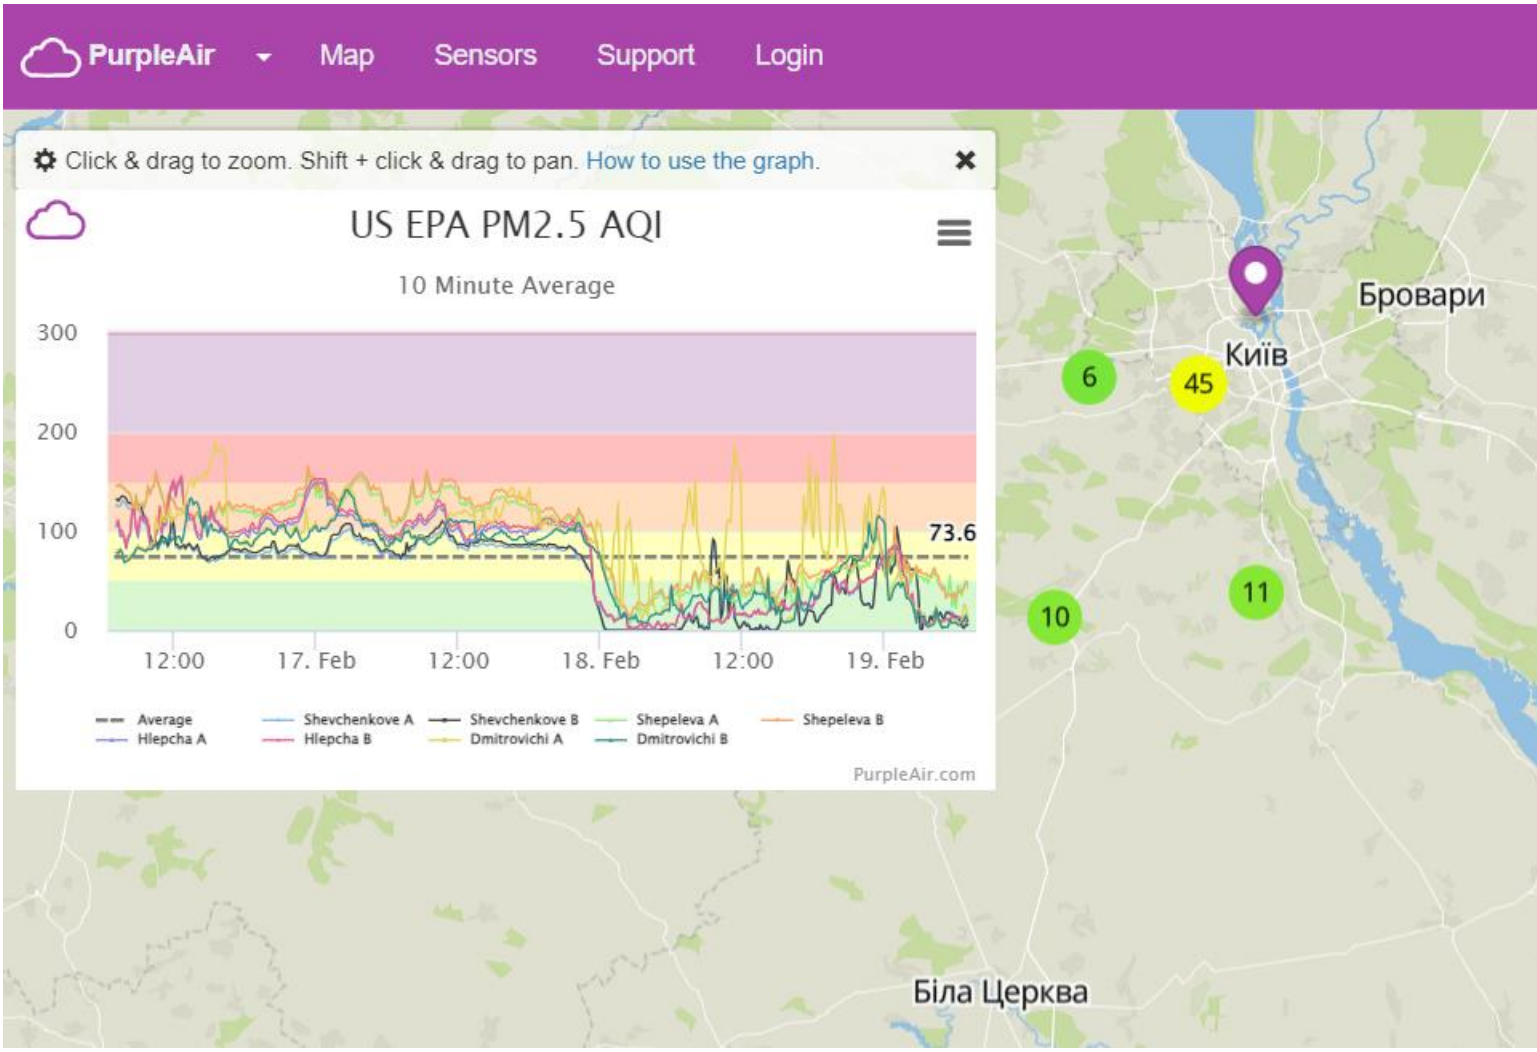 PurpleAir Map Sensors Support Login
Click & drag to zoom. Shift + click & drag to pan. How to use the graph.
US EPA PM2.5 AQI
10 Minute Average
300
200
100
0
73.6
12:00 17. Feb 12:00 18. Feb 12:00 19. Feb
Average Shevchenkove A Shevchenkove B Shepeleva A Shepeleva B
Hlepcha A Hlepcha B Dmitrovichi A Dmitrovichi B
PurpleAir.com
Бровари
Київ
6
45
11
10
Біла Церква